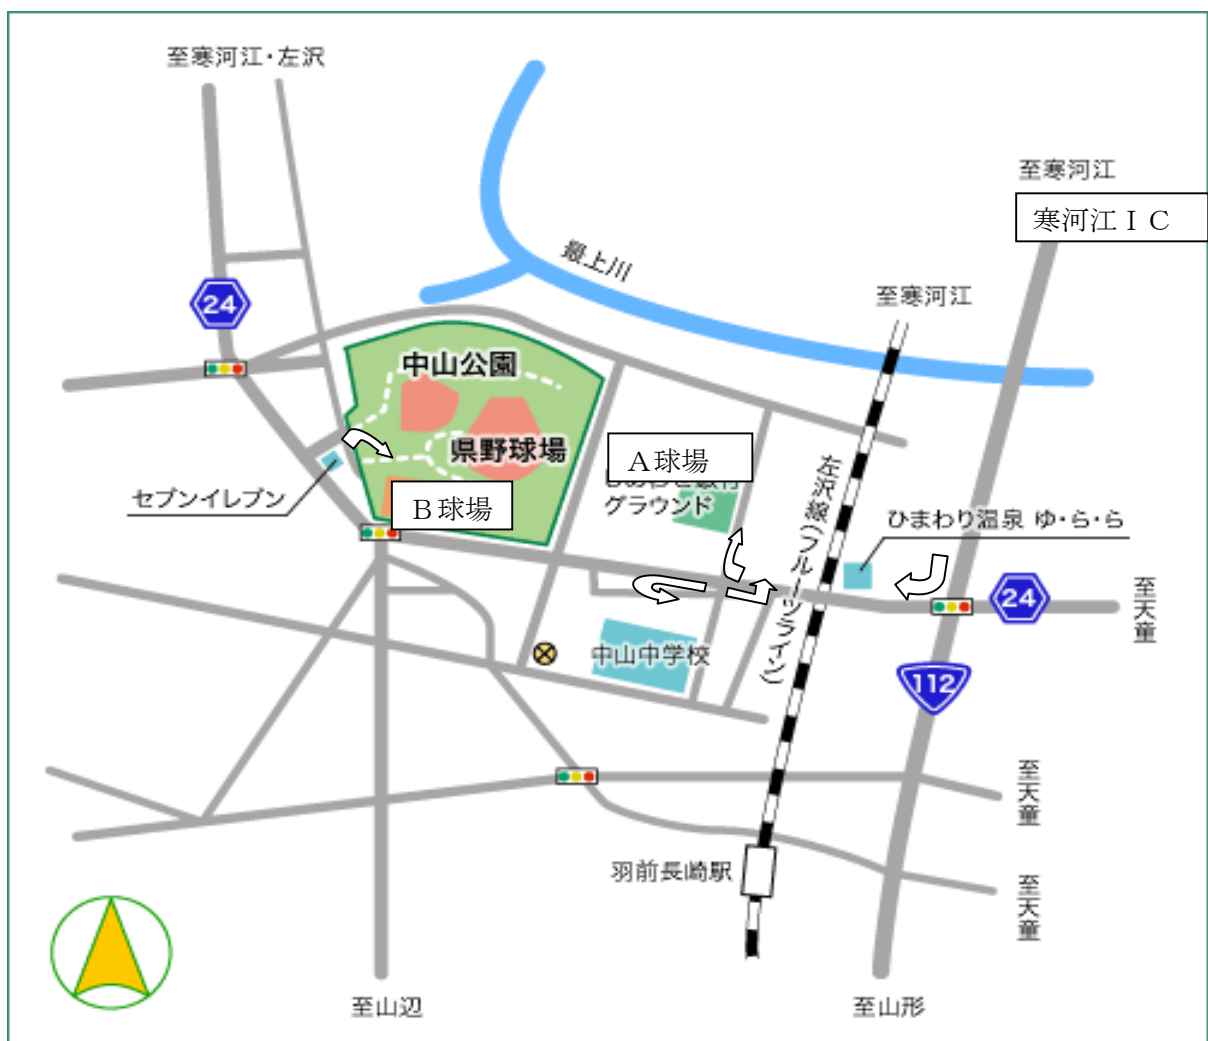 至寒河江・左沢
至寒河江
寒河江ＩＣ
最上川
24
至寒河江
中山公園
県野球場
Ａ球場
グラウンド
セブンイレブン
Ｂ球場
左沢線(フルーツライン)
ひまわり温泉 ゆ・ら・ら
24
至天童
中山中学校
112
至天童
羽前長崎駅
至天童
至山辺
至山形